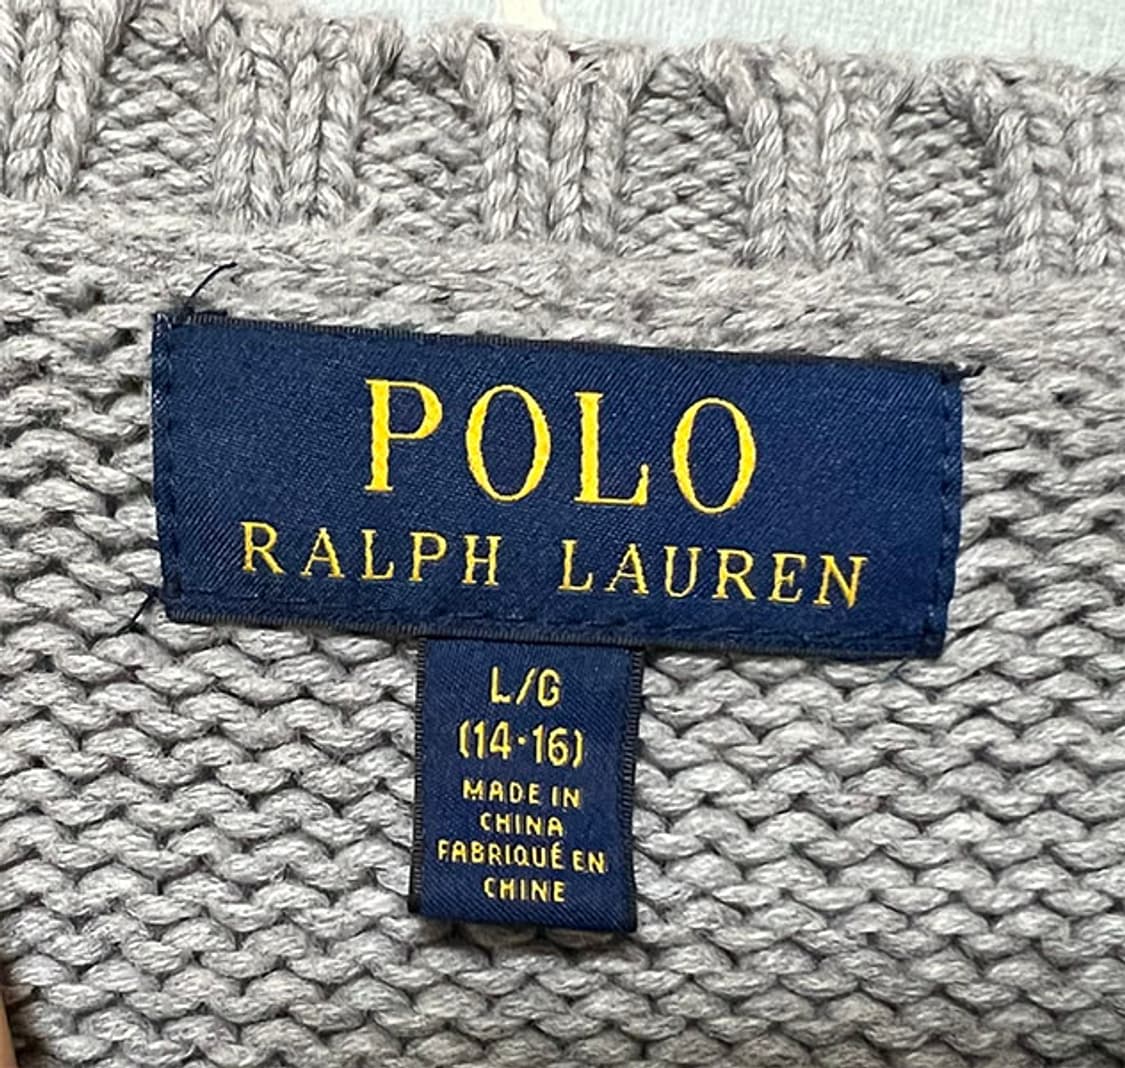 POLO
RALPH LAUREN
L/G
(14•16)
MADE IN
CHINA
FABRIQUÉ EN
CHINE